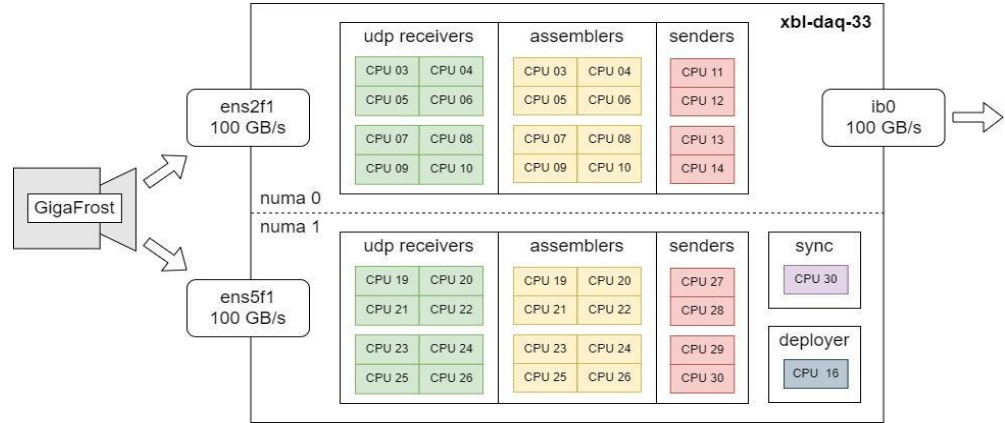 xbl-daq-33
udp receivers
assemblers
senders
CPU 03 CPU 04 CPU 03 CPU 04 CPU 11
CPU 05 CPU 06 CPU 05 CPU 06 CPU 12
CPU 07 CPU 08 CPU 07 CPU 08 CPU 13
CPU 09 CPU 10 CPU 09 CPU 10 CPU 14
ens2f1
100 GB/s
ib0
100 GB/s
GigaFrost
numa 0
numa 1
ens5f1
100 GB/s
udp receivers
assemblers
senders
CPU 19 CPU 20 CPU 19 CPU 20 CPU 27
CPU 21 CPU 22 CPU 21 CPU 22 CPU 28
CPU 23 CPU 24 CPU 23 CPU 24 CPU 29
CPU 25 CPU 26 CPU 25 CPU 26 CPU 30
sync
CPU 30
deployer
CPU 16